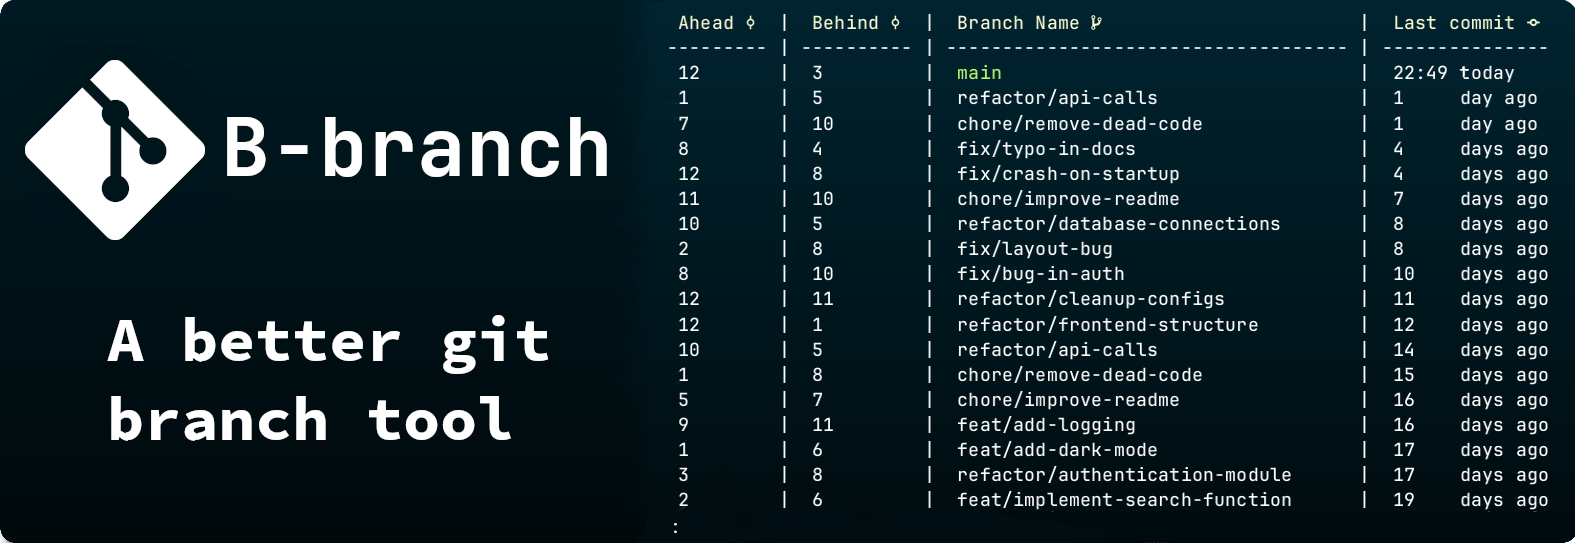 B-branch
A better git
branch tool
Ahead | Behind | Branch Name | Last commit
--------- | ---------- | ------------------------------------ | ---------------
12 | 3 | main | 22:49 today
1 | 5 | refactor/api-calls | 1 day ago
7 | 10 | chore/remove-dead-code | 1 day ago
8 | 4 | fix/typo-in-docs | 4 days ago
12 | 8 | fix/crash-on-startup | 4 days ago
11 | 10 | chore/improve-readme | 7 days ago
10 | 5 | refactor/database-connections | 8 days ago
2 | 8 | fix/layout-bug | 8 days ago
8 | 10 | fix/bug-in-auth | 10 days ago
12 | 11 | refactor/cleanup-configs | 11 days ago
12 | 1 | refactor/frontend-structure | 12 days ago
10 | 5 | refactor/api-calls | 14 days ago
1 | 8 | chore/remove-dead-code | 15 days ago
5 | 7 | chore/improve-readme | 16 days ago
9 | 11 | feat/add-logging | 16 days ago
1 | 6 | feat/add-dark-mode | 17 days ago
3 | 8 | refactor/authentication-module | 17 days ago
2 | 6 | feat/implement-search-function | 19 days ago
: